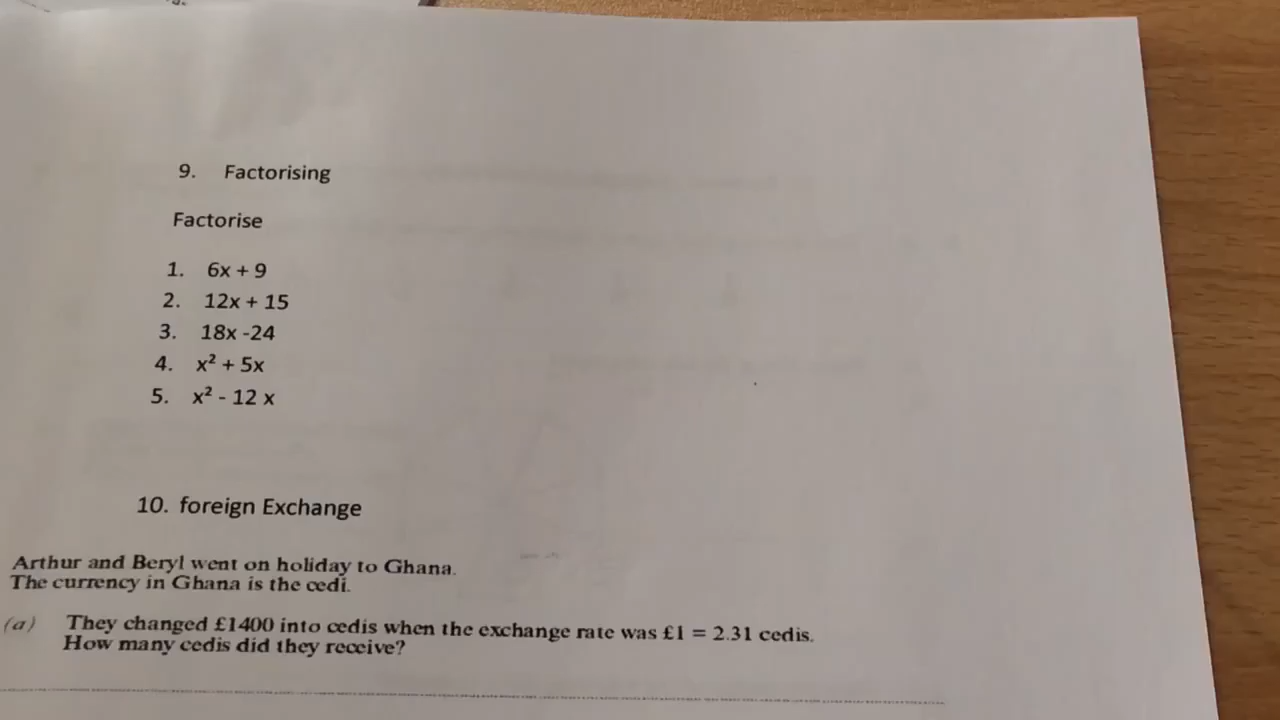 9. Factorising
Factorise
1. 6x + 9
2. 12x + 15
3. 18x -24
4. x² + 5x
5. x² - 12 x
10. foreign Exchange
Arthur and Beryl went on holiday to Ghana.
The currency in Ghana is the cedi.
(a) They changed £1400 into cedis when the exchange rate was £1 = 2.31 cedis.
How many cedis did they receive?